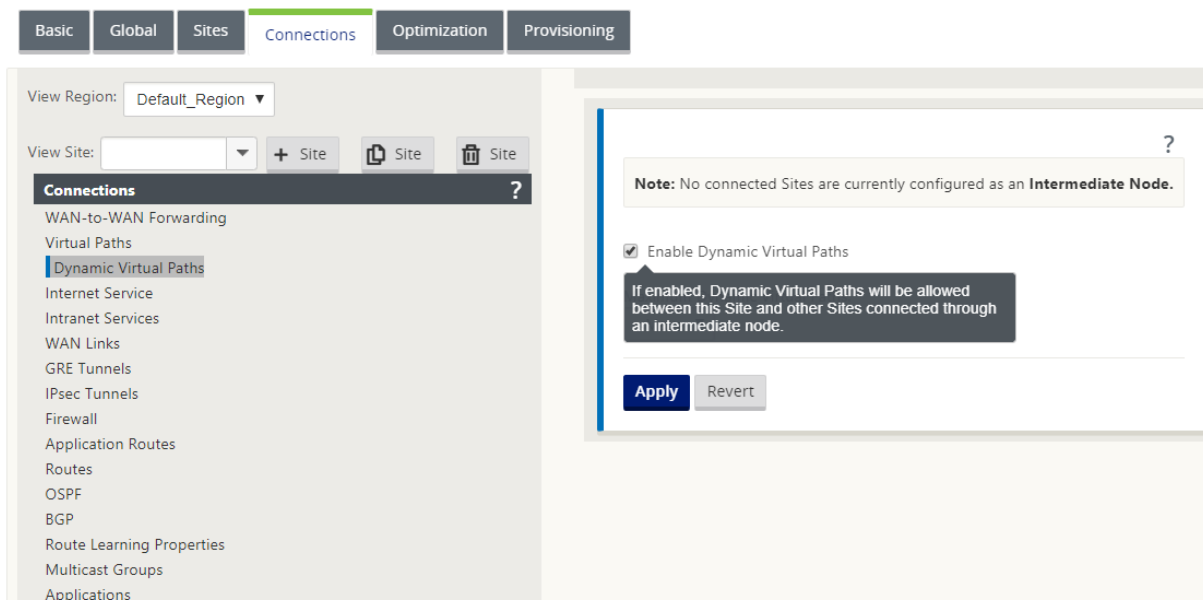 Basic Global Sites Connections Optimization Provisioning
View Region: Default_Region
View Site: + Site Site Site
Connections ?
WAN-to-WAN Forwarding
Virtual Paths
Dynamic Virtual Paths
Internet Service
Intranet Services
WAN Links
GRE Tunnels
IPsec Tunnels
Firewall
Application Routes
Routes
OSPF
BGP
Route Learning Properties
Multicast Groups
Applications
?
Note: No connected Sites are currently configured as an Intermediate Node.
Enable Dynamic Virtual Paths
If enabled, Dynamic Virtual Paths will be allowed
between this Site and other Sites connected through
an intermediate node.
Apply Revert